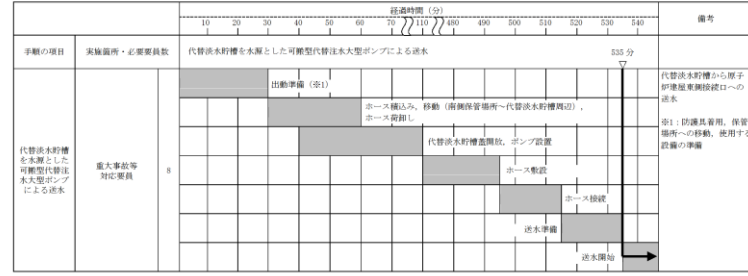 経過時間（分）
備考
10 20 30 40 50 60 70 110 480 490 500 510 520 530 540
手順の項目
実施箇所・必要要員数
代替淡水貯槽を水源とした可搬型代替注水大型ポンプによる送水
535 分
代替淡水貯槽
を水源とした
可搬型代替注
水大型ポンプ
による送水
重大事故等
対応要員
8
出動準備（※1）
ホース積込み，移動（南側保管場所～代替淡水貯槽周辺），
ホース荷卸し
代替淡水貯槽蓋開放，ポンプ設置
ホース敷設
ホース接続
送水準備
送水開始
代替淡水貯槽から原子
炉建屋東側接続口への
送水
※1：防護具着用，保管
場所への移動，使用する
設備の準備